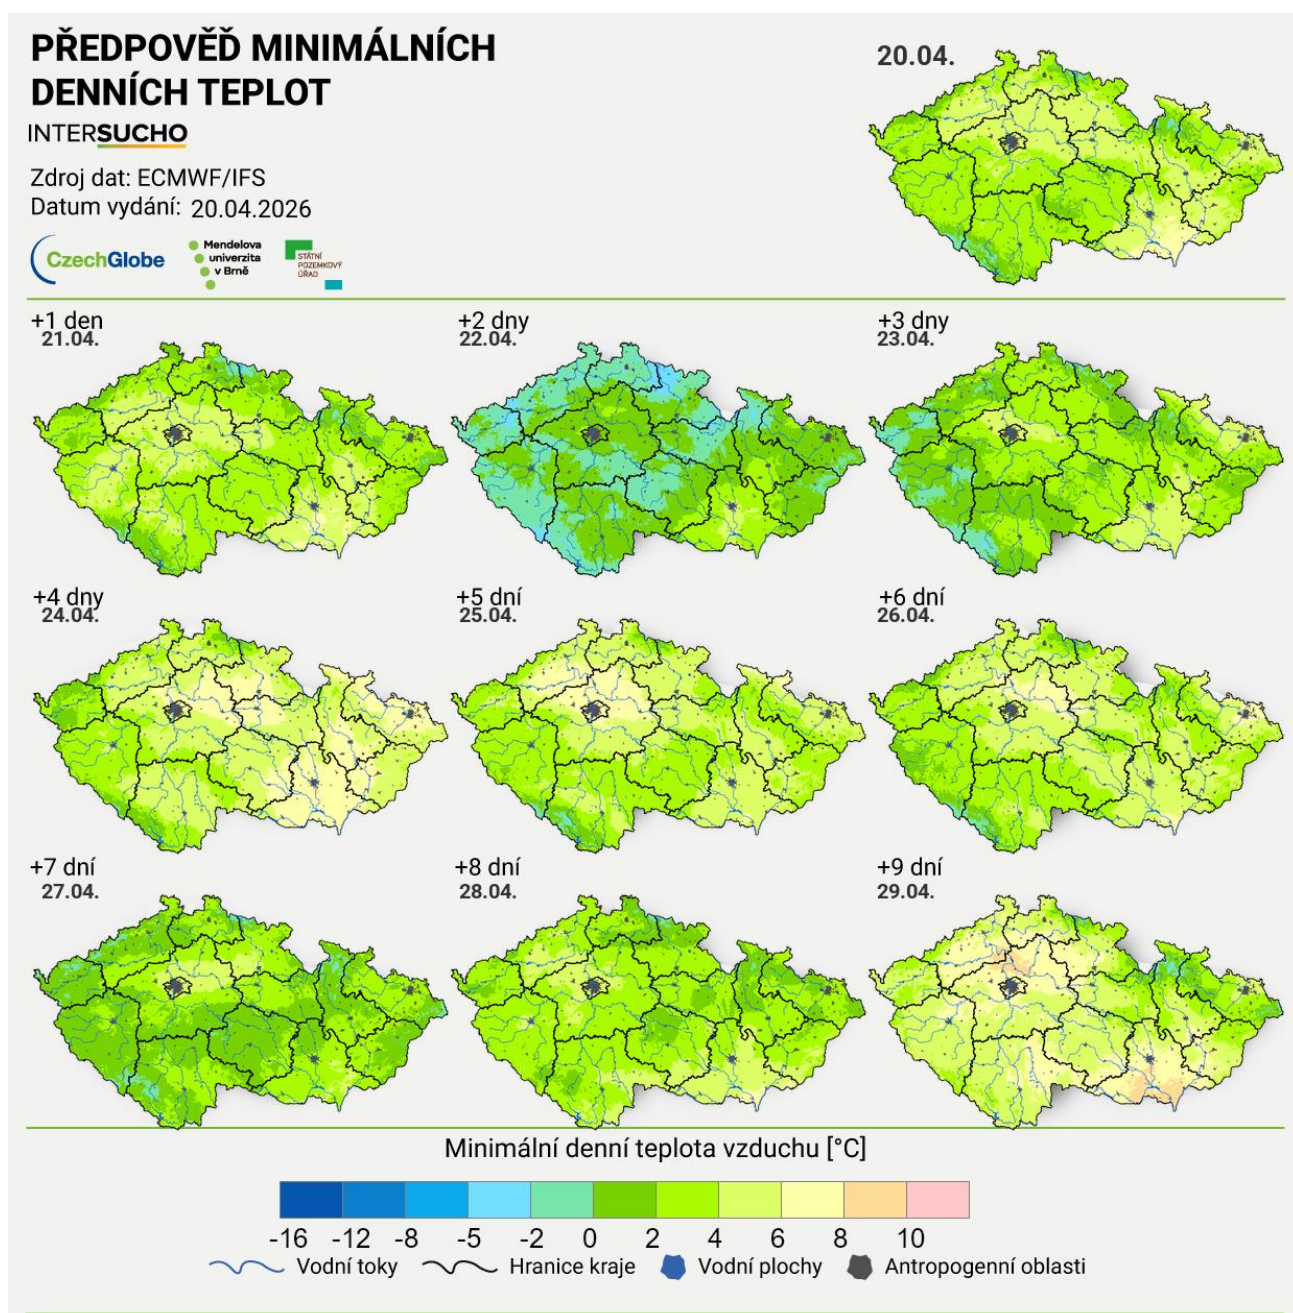 PŘEDPOVĚĎ MINIMÁLNÍCH
DENNÍCH TEPLOT
INTERSUCHO
Zdroj dat: ECMWF/IFS
Datum vydání: 20.04.2026
CzechGlobe
Mendelova
univerzita
v Brně
STÁTNÍ
POZEMKOVÝ
ÚŘAD
20.04.
+1 den
21.04.
+2 dny
22.04.
+3 dny
23.04.
+4 dny
24.04.
+5 dní
25.04.
+6 dní
26.04.
+7 dní
27.04.
+8 dní
28.04.
+9 dní
29.04.
Minimální denní teplota vzduchu [°C]
-16 -12 -8 -5 -2 0 2 4 6 8 10
Vodní toky Hranice kraje Vodní plochy Antropogenní oblasti